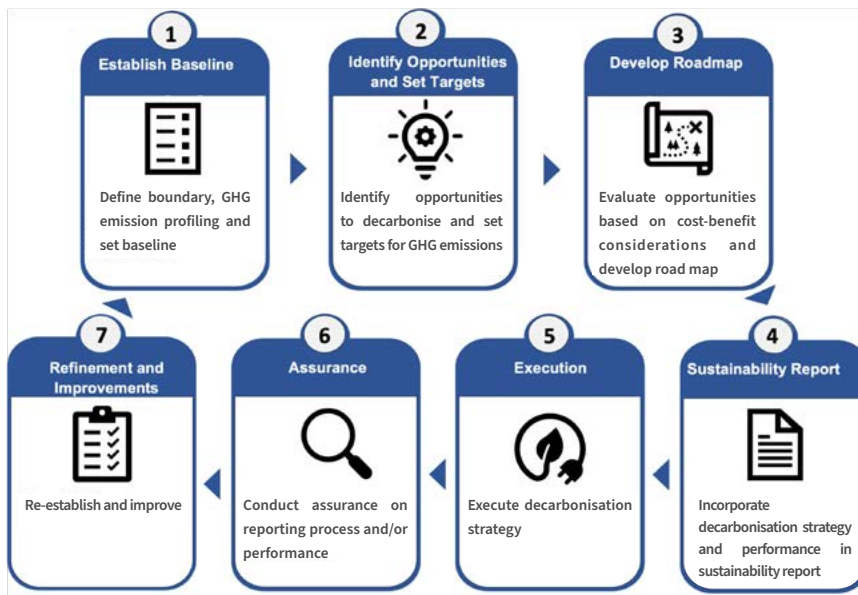 1
Establish Baseline
Define boundary, GHG
emission profiling and
set baseline
2
Identify Opportunities
and Set Targets
Identify opportunities
to decarbonise and set
targets for GHG emissions
3
Develop Roadmap
Evaluate opportunities
based on cost-benefit
considerations and
develop road map
4
Sustainability Report
Incorporate
decarbonisation strategy
and performance in
sustainability report
5
Execution
Execute decarbonisation
strategy
6
Assurance
Conduct assurance on
reporting process and/or
performance
7
Refinement and
Improvements
Re-establish and improve